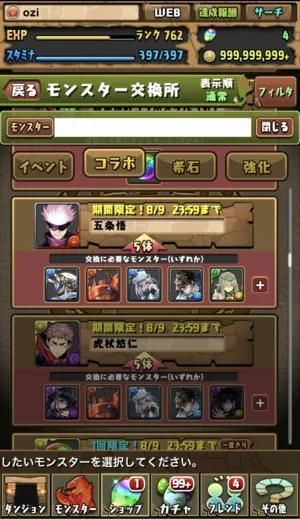 ozi
WEB
達成報酬
サーチ
EXP
ランク 762
4
スタミナ
397/397
999,999,999+
戻る
モンスター交換所
表示順
通常
フィルタ
モンスター
閉じる
イベント
コラボ
希石
強化
期間限定!8/9 23:59まで
五条悟
5体
交換に必要なモンスター(いずれか)
+
期間限定!8/9 23:59まで
虎杖悠仁
5体
交換に必要なモンスター(いずれか)
+
1回限定!8/9 23:59まで
一度きり
したいモンスターを選択してください。
1
99+
4
ダンジョン
モンスター
ショップ
ガチャ
フレンド
その他